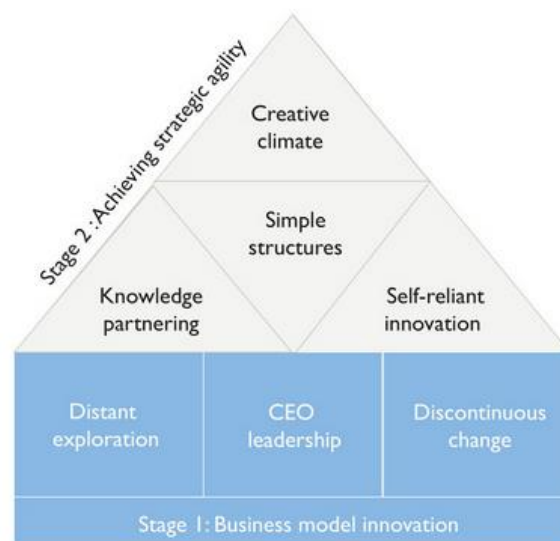 Stage 2: Achieving strategic agility
Creative
climate
Simple
structures
Knowledge
partnering
Self-reliant
innovation
Distant
exploration
CEO
leadership
Discontinuous
change
Stage 1: Business model innovation